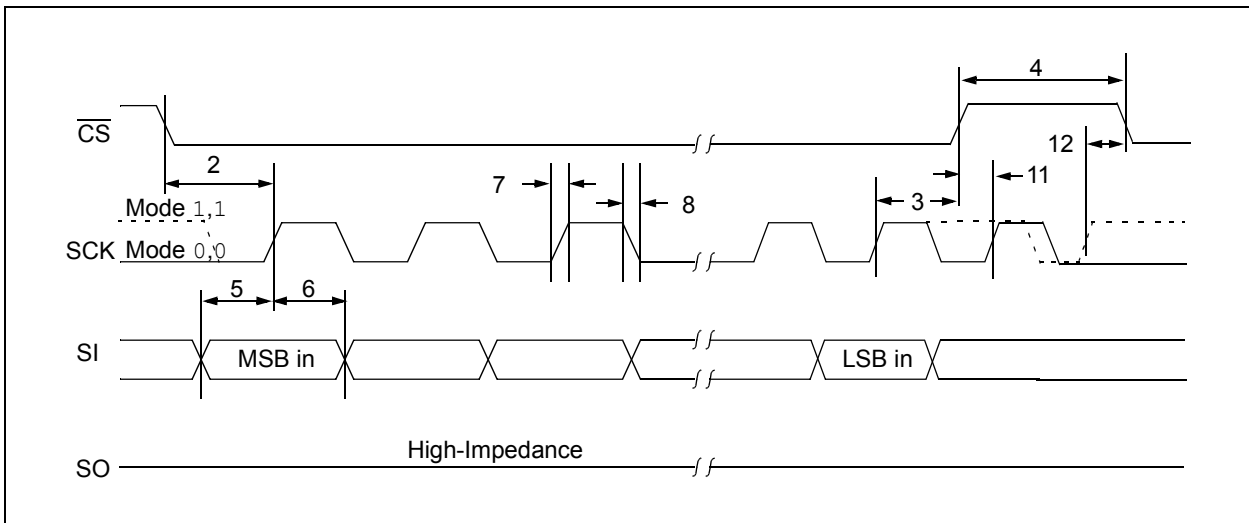 4
CS
12
2
7
8
3
11
Mode 1,1
SCK Mode 0,0
5
6
SI
MSB in
LSB in
High-Impedance
SO